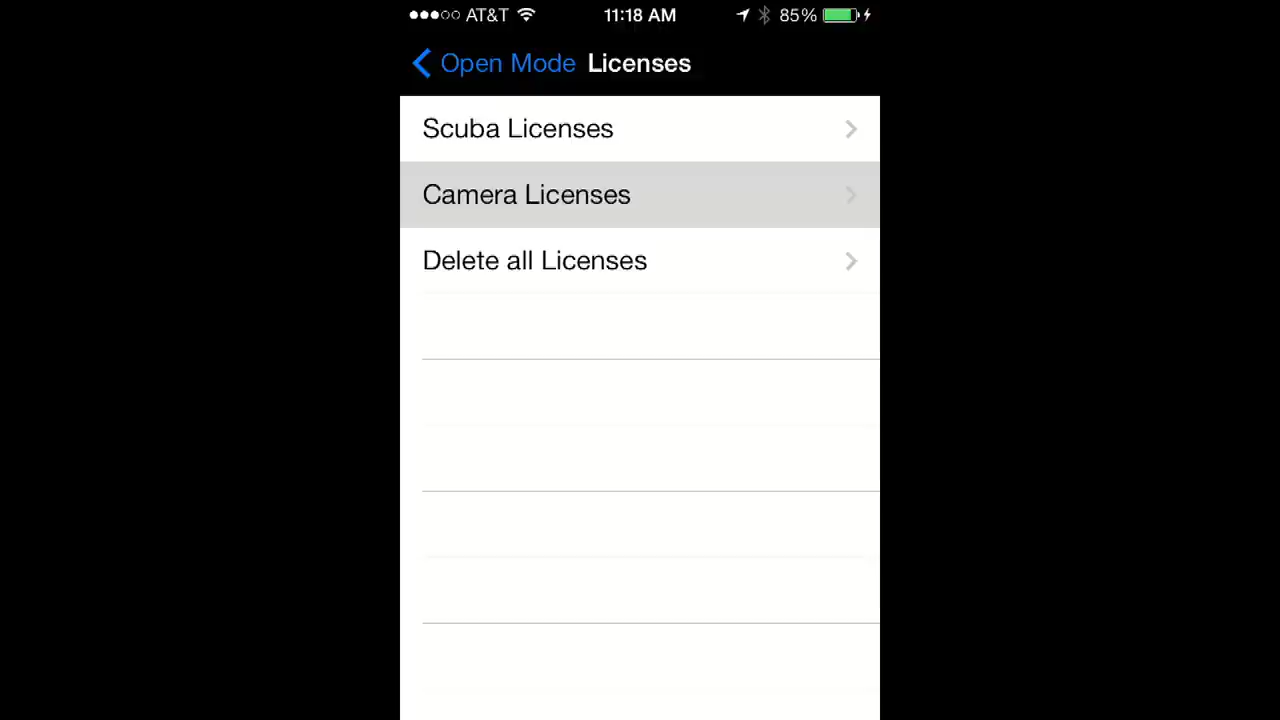 AT&T 11:18 AM 85%
Open Mode Licenses
Scuba Licenses
Camera Licenses
Delete all Licenses